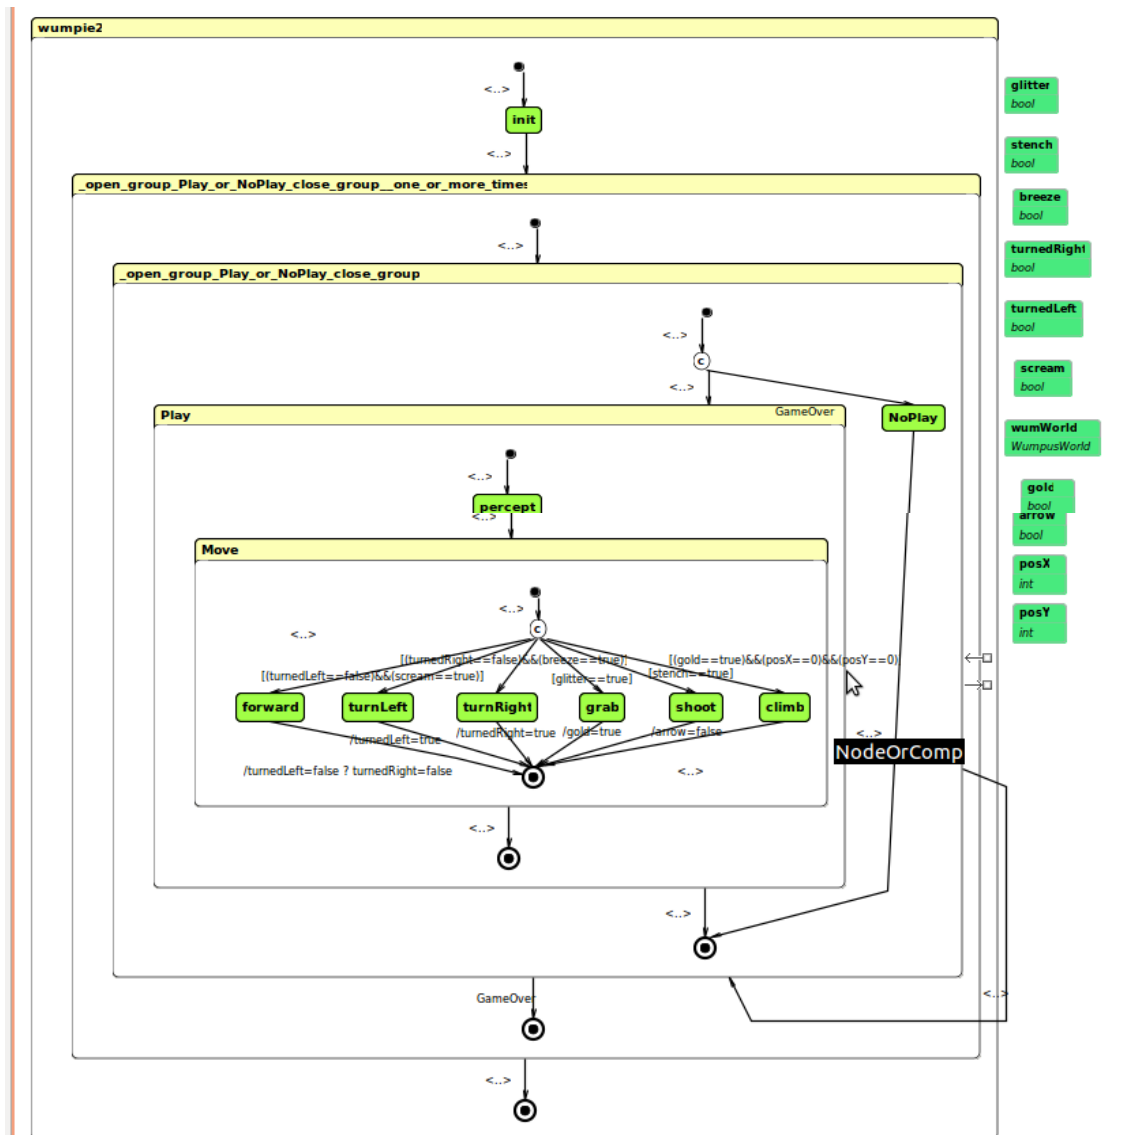 wumpie2
<..>
init
<..>
_open_group_Play_or_NoPlay_close_group__one_or_more_times
<..>
_open_group_Play_or_NoPlay_close_group
<..>
c
<..>
GameOver
Play
NoPlay
<..>
percept
<..>
Move
<..>
c
<..>
[(turnedRight==false)&&(breeze==true)]
[(gold==true)&&(posX==0)&&(posY==0)]
[(turnedLeft==false)&&(scream==true)]
[glitter==true]
[stench==true]
forward
turnLeft
turnRight
grab
shoot
climb
/turnedLeft=true
/turnedRight=true
/gold=true
/arrow=false
/turnedLeft=false ? turnedRight=false
<..>
<..>
NodeOrComp
<..>
<..>
<..>
GameOver
<..>
glitter
bool
stench
bool
breeze
bool
turnedRight
bool
turnedLeft
bool
scream
bool
wumWorld
WumpusWorld
gold
bool
arrow
bool
posX
int
posY
int